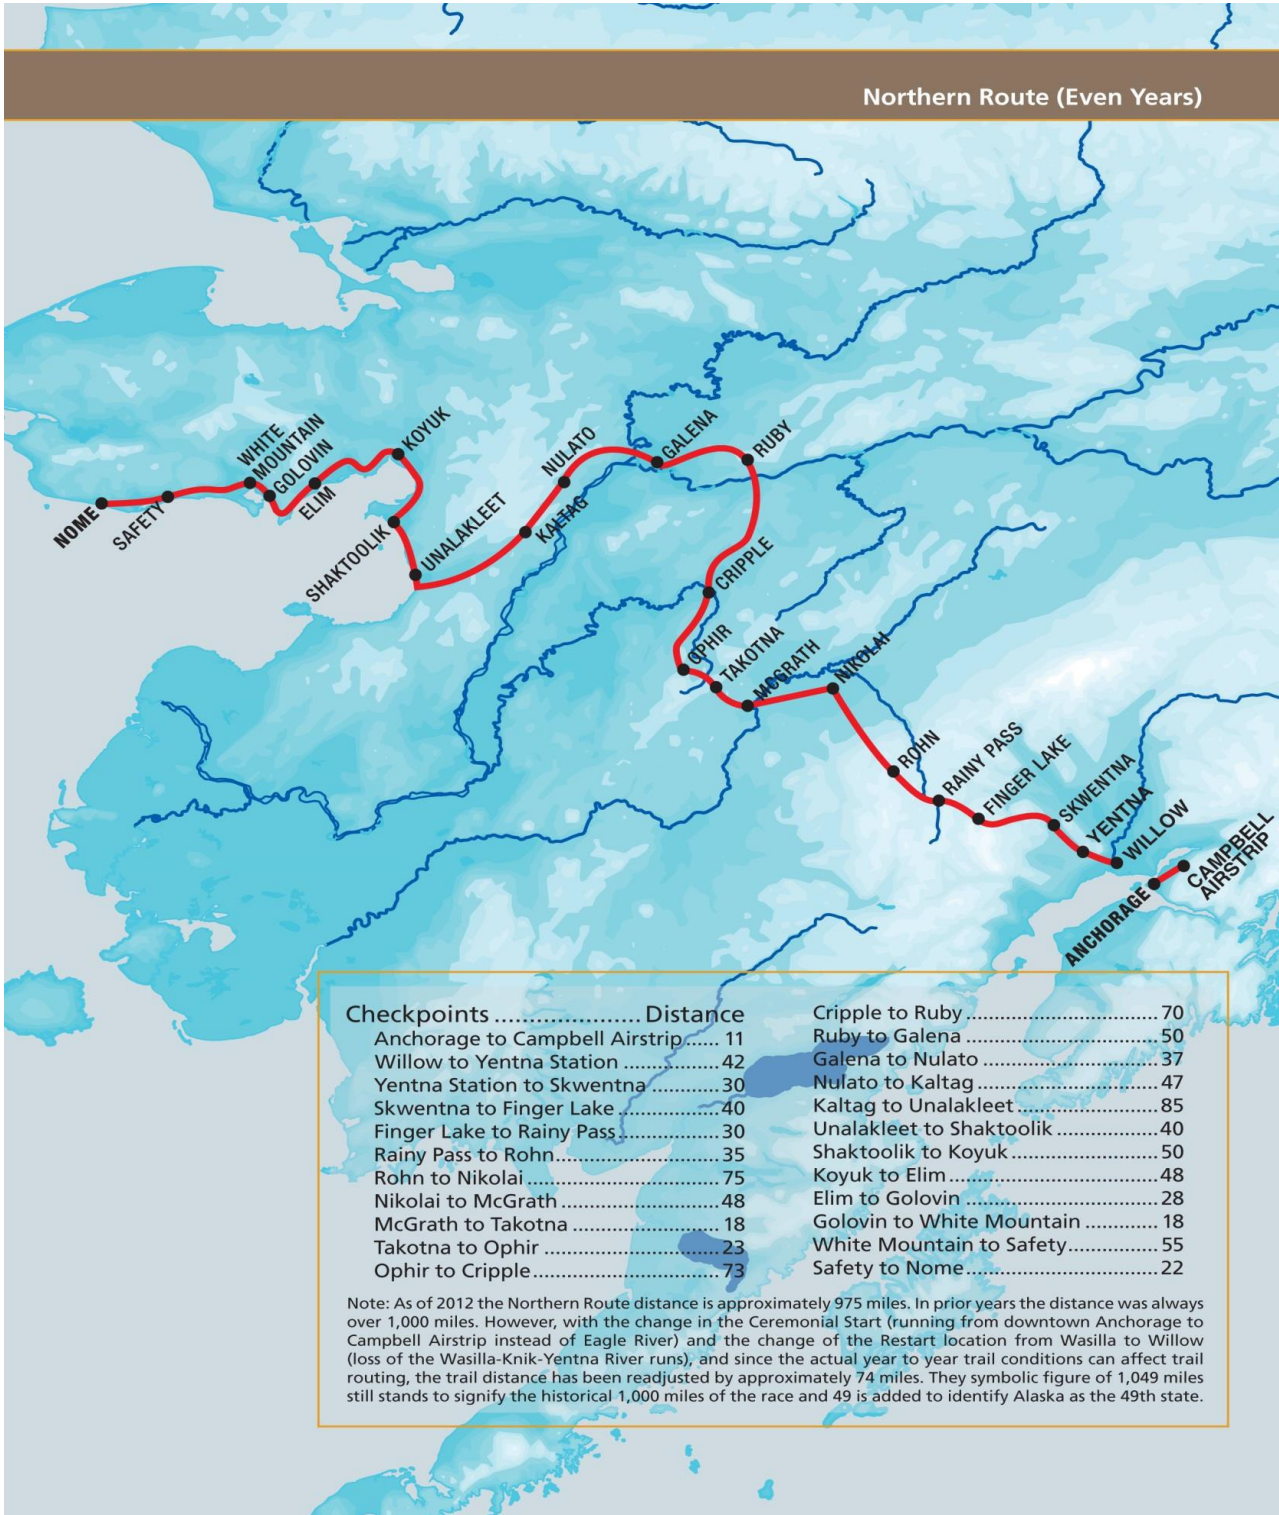 Northern Route (Even Years)
NOME
SAFETY
WHITE
MOUNTAIN
GOLOVIN
ELIM
KOYUK
SHAKTOOLIK
UNALAKLEET
KALTAG
NULATO
GALENA
RUBY
CRIPPLE
OPHIR
TAKOTNA
MCGRATH
NIKOLAI
ROHN
RAINY PASS
FINGER LAKE
SKWENTNA
YENTNA
WILLOW
CAMPBELL
AIRSTRIP
ANCHORAGE
Checkpoints ..................... Distance
Anchorage to Campbell Airstrip ...... 11
Willow to Yentna Station ................. 42
Yentna Station to Skwentna ............ 30
Skwentna to Finger Lake .................. 40
Finger Lake to Rainy Pass ................. 30
Rainy Pass to Rohn ............................. 35
Rohn to Nikolai .................................. 75
Nikolai to McGrath ............................ 48
McGrath to Takotna .......................... 18
Takotna to Ophir ............................... 23
Ophir to Cripple ................................. 73
Cripple to Ruby .................................. 70
Ruby to Galena .................................. 50
Galena to Nulato ............................... 37
Nulato to Kaltag ................................ 47
Kaltag to Unalakleet ......................... 85
Unalakleet to Shaktoolik .................. 40
Shaktoolik to Koyuk .......................... 50
Koyuk to Elim ..................................... 48
Elim to Golovin .................................. 28
Golovin to White Mountain ............. 18
White Mountain to Safety ................ 55
Safety to Nome .................................. 22
Note: As of 2012 the Northern Route distance is approximately 975 miles. In prior years the distance was always
over 1,000 miles. However, with the change in the Ceremonial Start (running from downtown Anchorage to
Campbell Airstrip instead of Eagle River) and the change of the Restart location from Wasilla to Willow
(loss of the Wasilla-Knik-Yentna River runs), and since the actual year to year trail conditions can affect trail
routing, the trail distance has been readjusted by approximately 74 miles. They symbolic figure of 1,049 miles
still stands to signify the historical 1,000 miles of the race and 49 is added to identify Alaska as the 49th state.